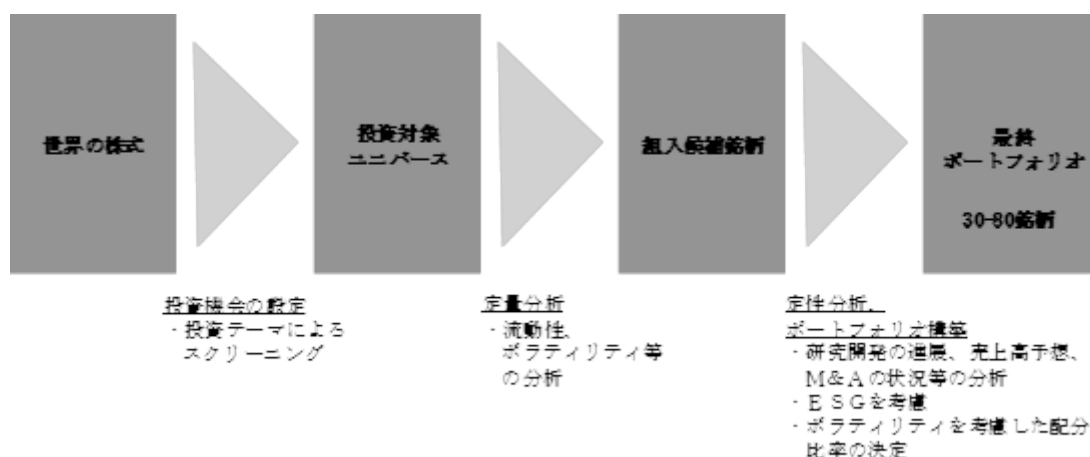 世界の株式
投資対象
ユニバース
組入候補銘柄
最終
ポートフォリオ
30-80銘柄
投資機会の設定
・投資テーマによる
スクリーニング
定量分析
・流動性、
ボラティリティ等
の分析
定性分析、
ポートフォリオ構築
・研究開発の進展、売上高予想、
M&Aの状況等の分析
・ESGを考慮
・ボラティリティを考慮した配分
比率の決定